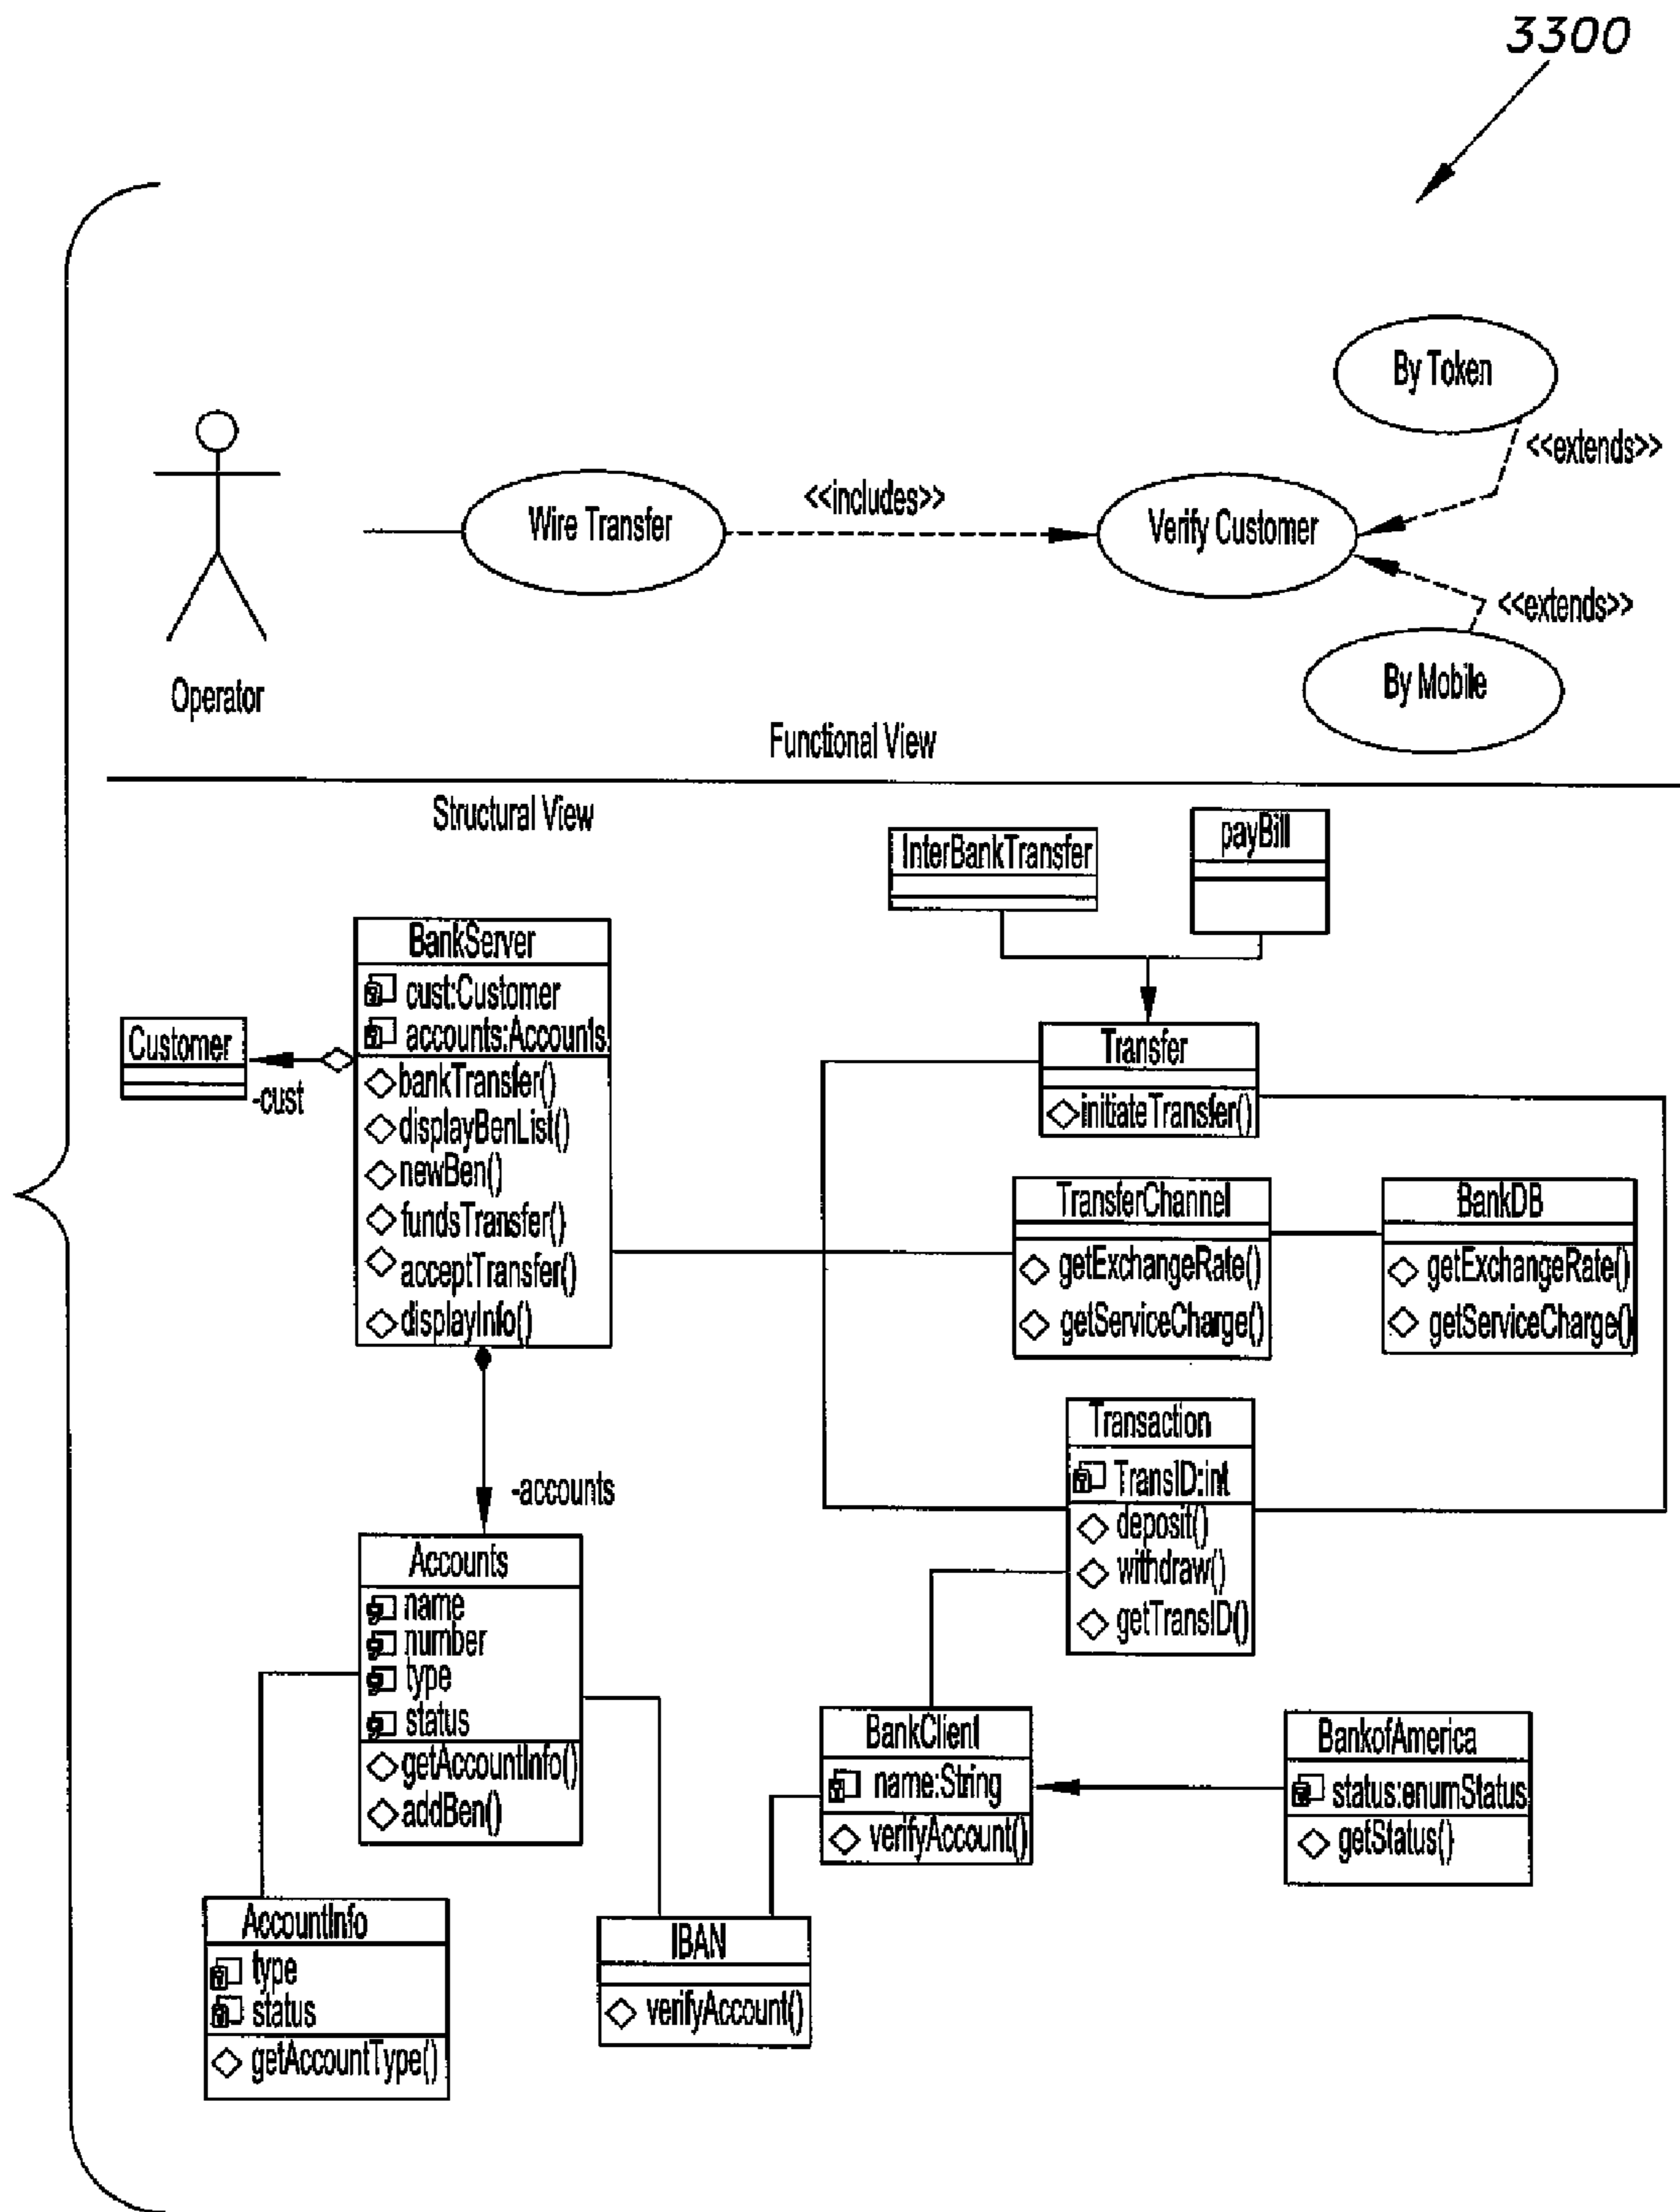 3300
By Token
<<extends>>
<<includes>>
Wire Transfer
Verify Customer
<<extends>>
By Mobile
Operator
Functional View
Structural View
InterBankTransfer
payBill
BankServer
cust:Customer
accounts:Accounts
bankTransfer()
displayBenList()
newBen()
fundsTransfer()
acceptTransfer()
displayInfo()
Customer
-cust
Transfer
initiateTransfer()
TransferChannel
getExchangeRate()
getServiceCharge()
BankDB
getExchangeRate()
getServiceCharge()
Transaction
TransID:int
deposit()
withdraw()
getTransID()
-accounts
Accounts
name
number
type
status
getAccountInfo()
addBen()
BankClient
name:String
verifyAccount()
BankofAmerica
status:enumStatus
getStatus()
AccountInfo
type
status
getAccountType()
IBAN
verifyAccount()